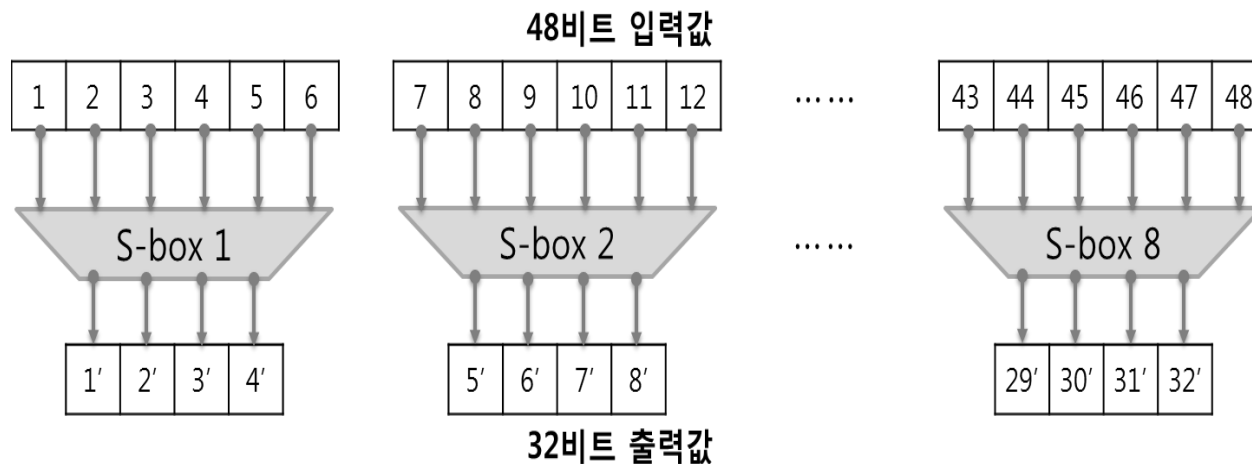 48비트 입력값
1 2 3 4 5 6 7 8 9 10 11 12 …… 43 44 45 46 47 48
S-box 1 S-box 2 …… S-box 8
1′ 2′ 3′ 4′ 5′ 6′ 7′ 8′ 29′ 30′ 31′ 32′
32비트 출력값